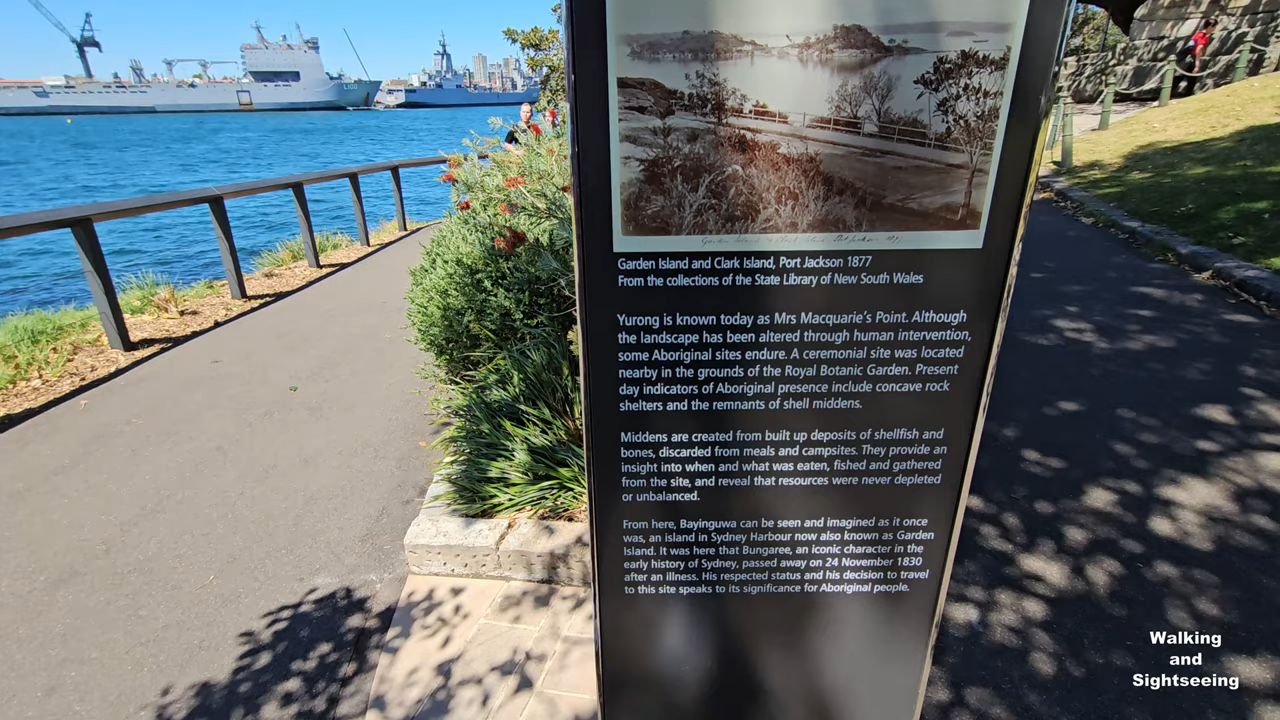 L100
Garden Island and Clark Island, Port Jackson 1877
From the collections of the State Library of New South Wales
Yurong is known today as Mrs Macquarie's Point. Although
the landscape has been altered through human intervention,
some Aboriginal sites endure. A ceremonial site was located
nearby in the grounds of the Royal Botanic Garden. Present
day indicators of Aboriginal presence include concave rock
shelters and the remnants of shell middens.
Middens are created from built up deposits of shellfish and
bones, discarded from meals and campsites. They provide an
insight into when and what was eaten, fished and gathered
from the site, and reveal that resources were never depleted
or unbalanced.
From here, Bayinguwa can be seen and imagined as it once
was, an island in Sydney Harbour now also known as Garden
Island. It was here that Bungaree, an iconic character in the
early history of Sydney, passed away on 24 November 1830
after an illness. His respected status and his decision to travel
to this site speaks to its significance for Aboriginal people.
Walking
and
Sightseeing